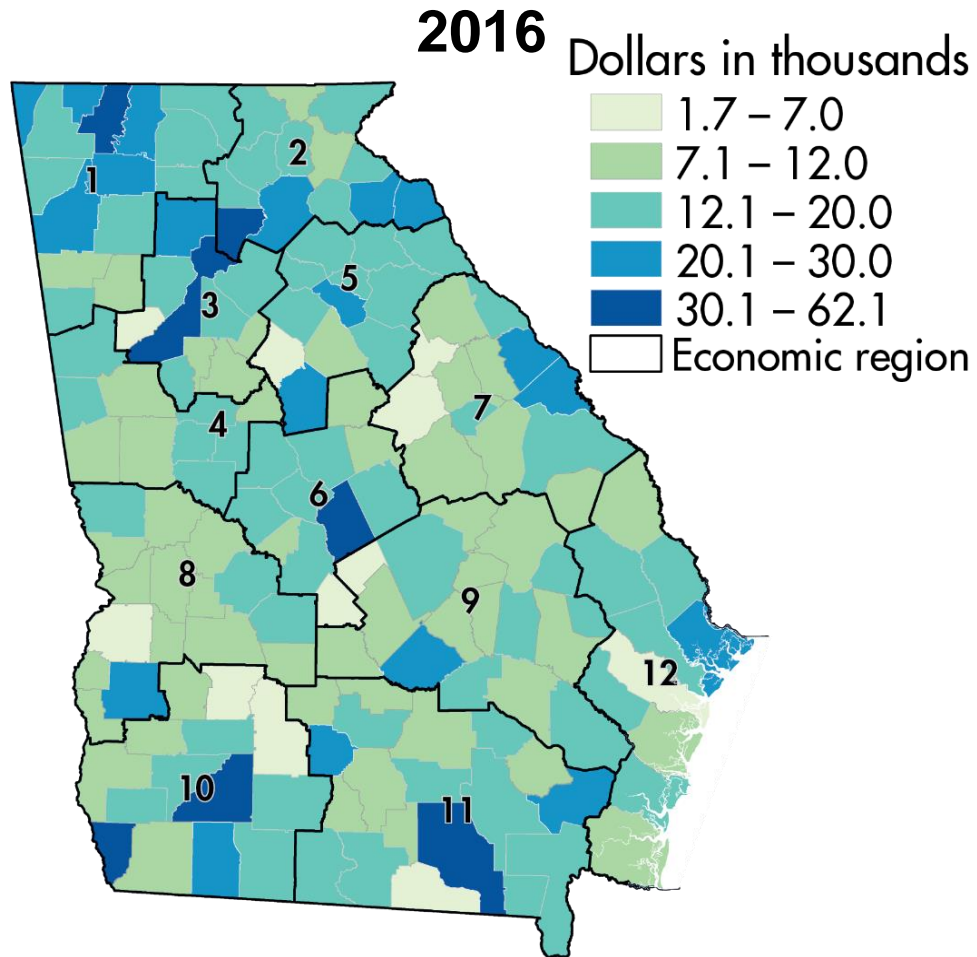 2016
Dollars in thousands
1.7 – 7.0
7.1 – 12.0
12.1 – 20.0
20.1 – 30.0
30.1 – 62.1
Economic region
1
2
3
4
5
6
7
8
9
10
11
12